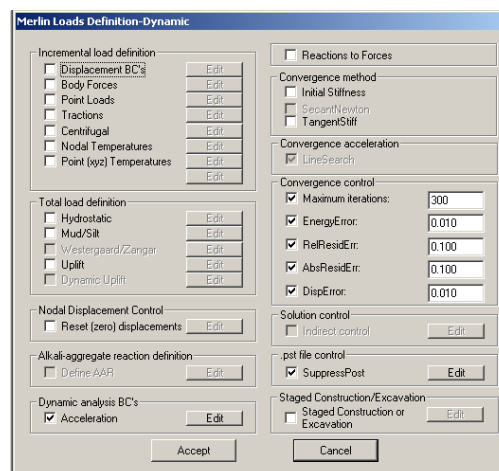 Merlin Loads Definition-Dynamic
Incremental load definition
Displacement BC's Edit
Body Forces Edit
Point Loads Edit
Tractions Edit
Centrifugal Edit
Nodal Temperatures Edit
Point (xyz) Temperatures Edit
Edit
Total load definition
Hydrostatic Edit
Mud/Silt Edit
Westergaard/Zangar Edit
Uplift Edit
Dynamic Uplift Edit
Nodal Displacement Control
Reset (zero) displacements Edit
Alkali-aggregate reaction definition
Define AAR Edit
Dynamic analysis BC's
Acceleration Edit
Reactions to Forces
Convergence method
Initial Stiffness
SecantNewton
TangentStiff
Convergence acceleration
LineSearch
Convergence control
Maximum iterations: 300
EnergyError: 0.010
RelResidErr: 0.100
AbsResidErr: 0.100
DispError: 0.010
Solution control
Indirect control Edit
.pst file control
SuppressPost Edit
Staged Construction/Excavation
Staged Construction or Edit
Excavation
Accept Cancel